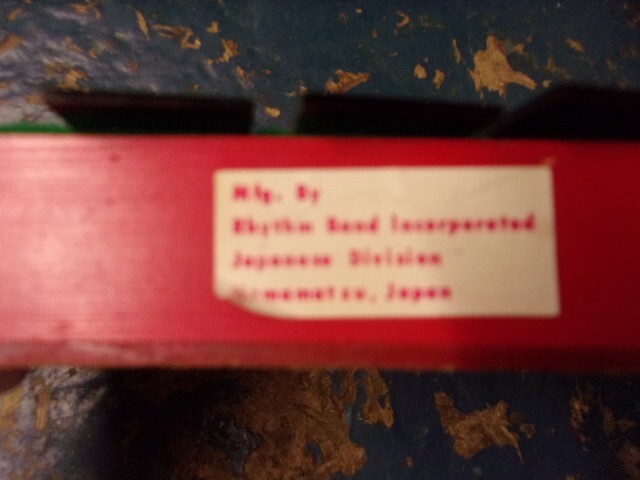 Mfg. By
Rhythm Band Incorporated
Japanese Division
Hamamatsu, Japan